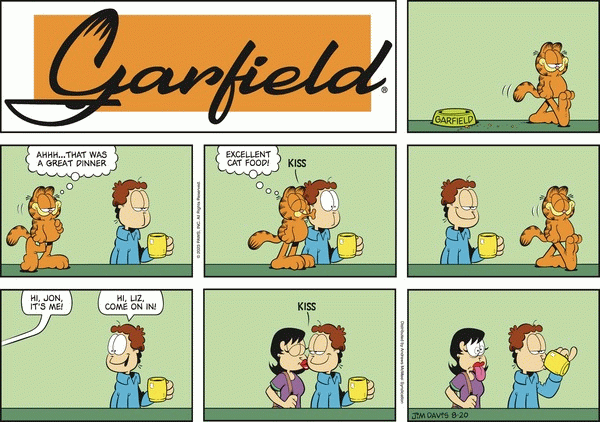 Garfield®
GARFIELD
AHHH...THAT WAS
A GREAT DINNER
© 2023 PAWS, INC. All Rights Reserved.
EXCELLENT
CAT FOOD!
KISS
HI, JON,
IT'S ME!
HI, LIZ,
COME ON IN!
KISS
Distributed by Andrews McMeel Syndication
JIM DAVIS 8-20